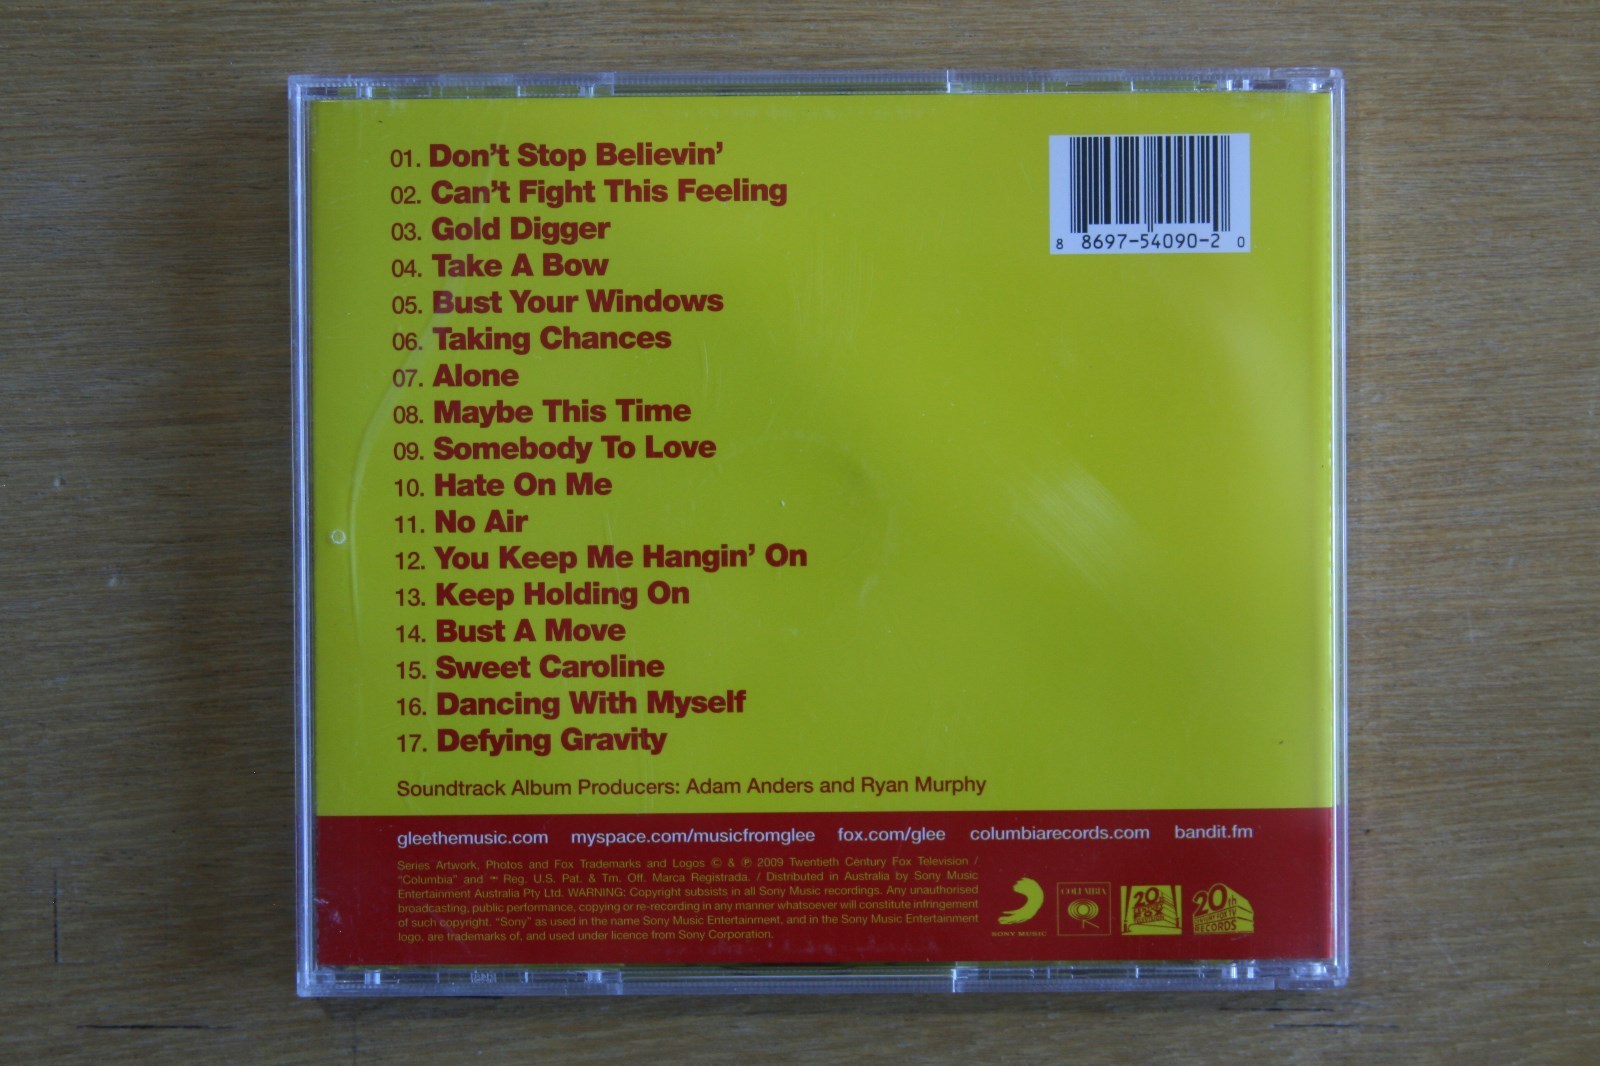 01. Don't Stop Believin'
02. Can't Fight This Feeling
03. Gold Digger
04. Take A Bow
05. Bust Your Windows
06. Taking Chances
07. Alone
08. Maybe This Time
09. Somebody To Love
10. Hate On Me
11. No Air
12. You Keep Me Hangin' On
13. Keep Holding On
14. Bust A Move
15. Sweet Caroline
16. Dancing With Myself
17. Defying Gravity
8 8697-54090-2 0
Soundtrack Album Producers: Adam Anders and Ryan Murphy
gleethemusic.com myspace.com/musicfromglee fox.com/glee columbiarecords.com bandit.fm
Series Artwork, Photos and Fox Trademarks and Logos © & ℗ 2009 Twentieth Century Fox Television /
"Columbia" and Reg. U.S. Pat. & Tm. Off. Marca Registrada. / Distributed in Australia by Sony Music
Entertainment Australia Pty Ltd. WARNING: Copyright subsists in all Sony Music recordings. Any unauthorised
broadcasting, public performance, copying or re-recording in any manner whatsoever will constitute infringement
of such copyright. "Sony" as used in the name Sony Music Entertainment, and in the Sony Music Entertainment
logo, are trademarks of, and used under licence from Sony Corporation.
SONY MUSIC
COLUMBIA
20th
20th
RECORDS